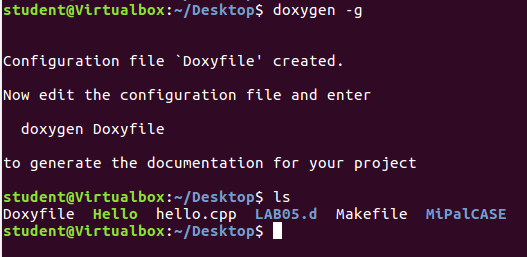 student@Virtualbox:~/Desktop$ doxygen -g
Configuration file `Doxyfile' created.
Now edit the configuration file and enter
doxygen Doxyfile
to generate the documentation for your project
student@Virtualbox:~/Desktop$ ls
Doxyfile Hello hello.cpp LAB05.d Makefile MiPalCASE
student@Virtualbox:~/Desktop$